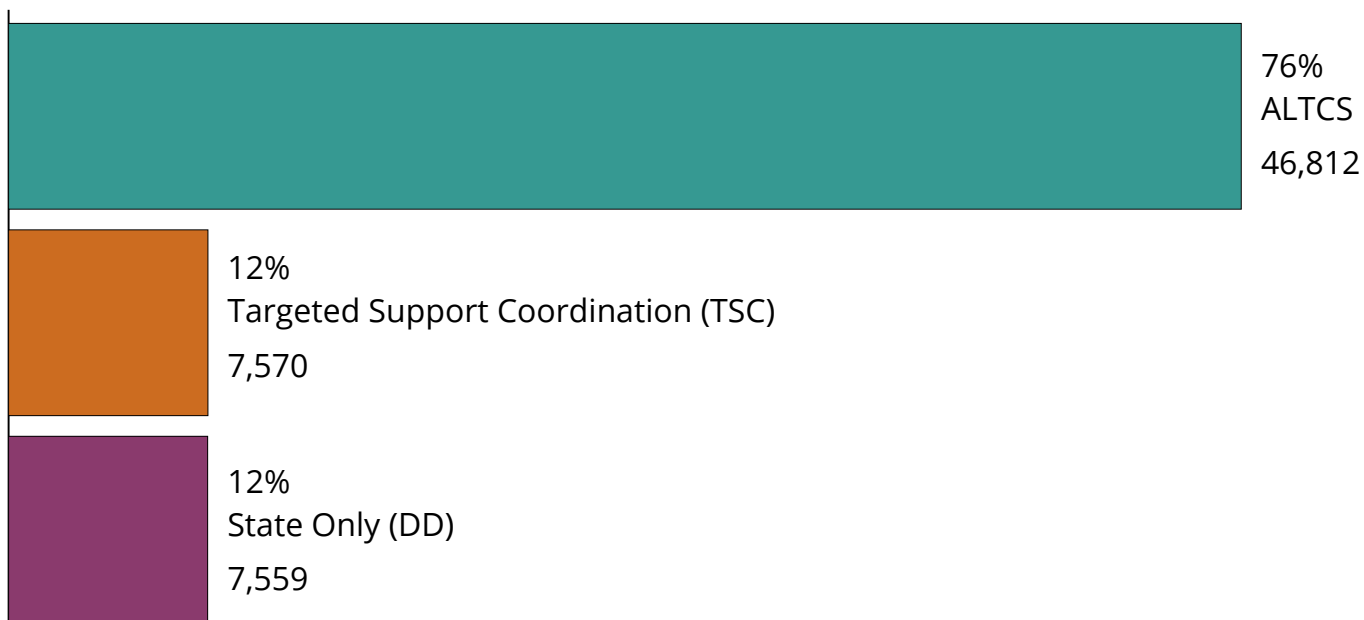 76%
ALTCS
46,812
12%
Targeted Support Coordination (TSC)
7,570
12%
State Only (DD)
7,559